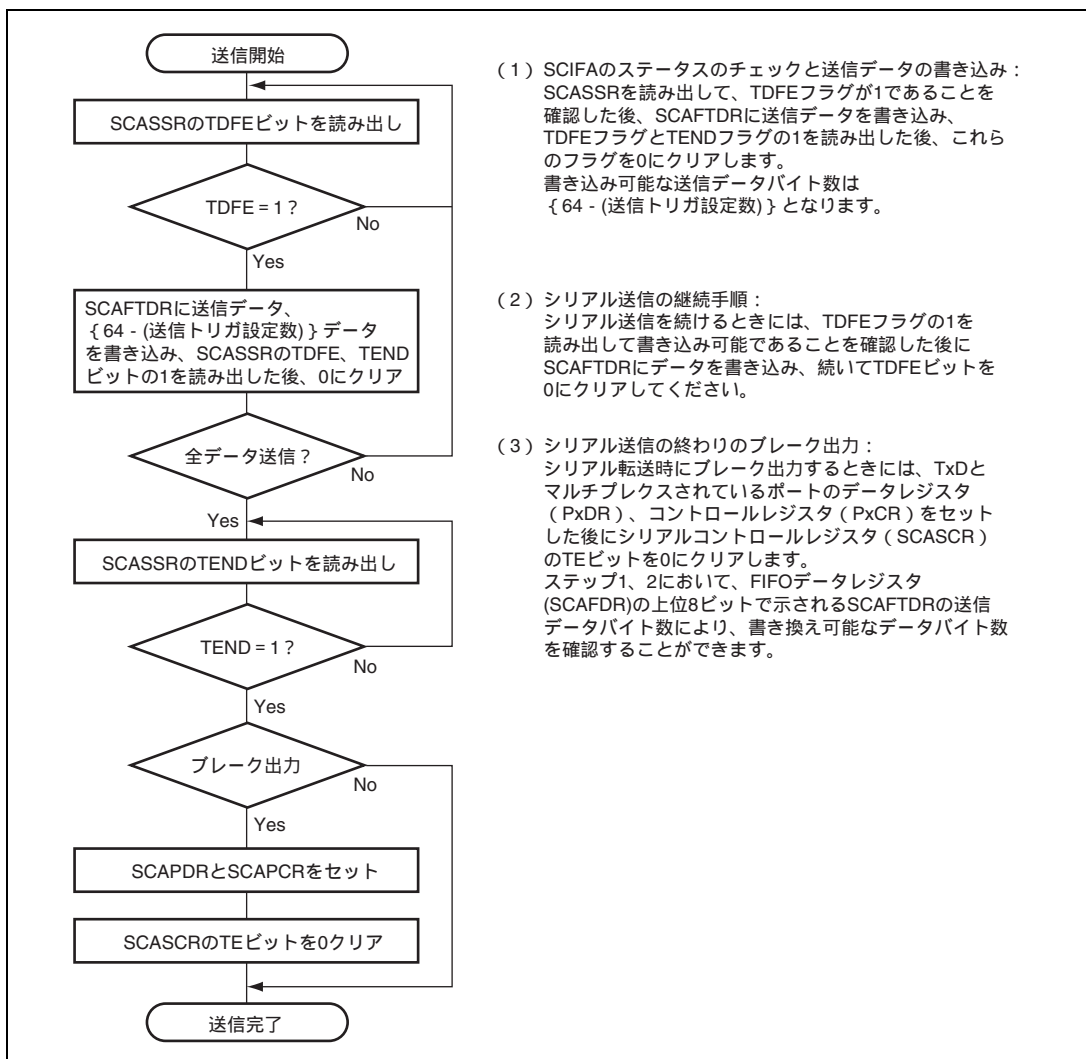 送信開始
SCASSRのTDFEビットを読み出し
TDFE = 1？
No
Yes
SCAFTDRに送信データ、
｛ 64 - (送信トリガ設定数) ｝データ
を書き込み、SCASSRのTDFE、TEND
ビットの1を読み出した後、0にクリア
全データ送信？
No
Yes
SCASSRのTENDビットを読み出し
TEND = 1？
No
Yes
ブレーク出力
No
Yes
SCAPDRとSCAPCRをセット
SCASCRのTEビットを0クリア
送信完了
（1）SCIFAのステータスのチェックと送信データの書き込み：
SCASSRを読み出して、TDFEフラグが1であることを
確認した後、SCAFTDRに送信データを書き込み、
TDFEフラグとTENDフラグの1を読み出した後、これら
のフラグを0にクリアします。
書き込み可能な送信データバイト数は
｛ 64 - (送信トリガ設定数) ｝となります。
（2）シリアル送信の継続手順：
シリアル送信を続けるときには、TDFEフラグの1を
読み出して書き込み可能であることを確認した後に
SCAFTDRにデータを書き込み、続いてTDFEビットを
0にクリアしてください。
（3）シリアル送信の終わりのブレーク出力：
シリアル転送時にブレーク出力するときには、TxDと
マルチプレクスされているポートのデータレジスタ
（PxDR）、コントロールレジスタ（PxCR）をセット
した後にシリアルコントロールレジスタ（SCASCR）
のTEビットを0にクリアします。
ステップ1、2において、FIFOデータレジスタ
(SCAFDR)の上位8ビットで示されるSCAFTDRの送信
データバイト数により、書き換え可能なデータバイト数
を確認することができます。